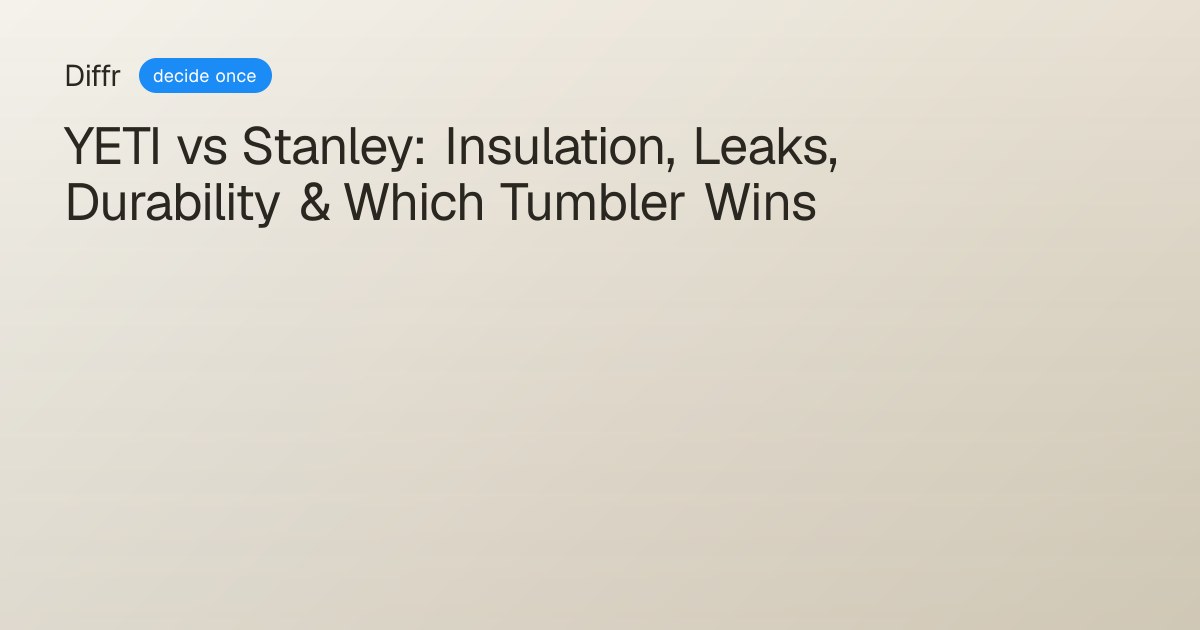 Diffr
decide once
YETI vs Stanley: Insulation, Leaks,
Durability & Which Tumbler Wins